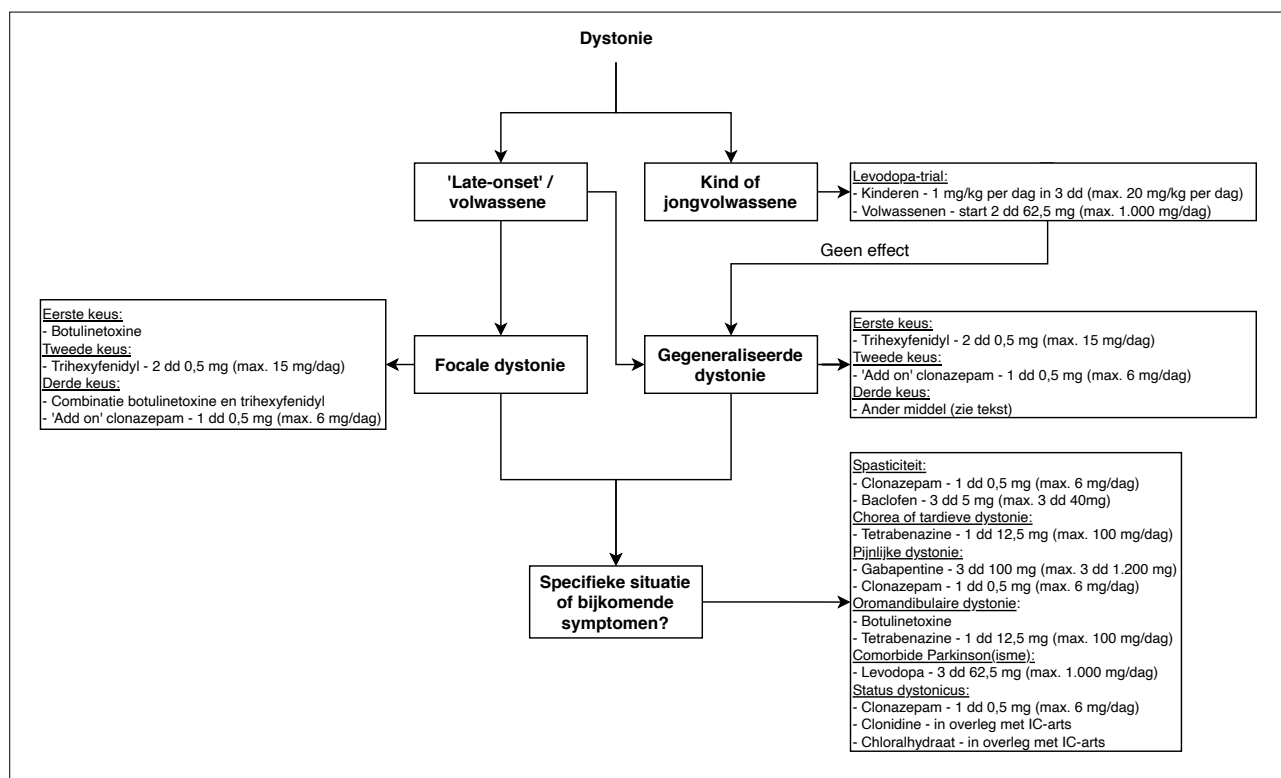 Dystonie
'Late-onset' /
volwassene
Kind of
jongvolwassene
Levodopa-trial:
- Kinderen - 1 mg/kg per dag in 3 dd (max. 20 mg/kg per dag)
- Volwassenen - start 2 dd 62,5 mg (max. 1.000 mg/dag)
Geen effect
Eerste keus:
- Botulinetoxine
Tweede keus:
- Trihexyfenidyl - 2 dd 0,5 mg (max. 15 mg/dag)
Derde keus:
- Combinatie botulinetoxine en trihexyfenidyl
- 'Add on' clonazepam - 1 dd 0,5 mg (max. 6 mg/dag)
Focale dystonie
Gegeneraliseerde
dystonie
Eerste keus:
- Trihexyfenidyl - 2 dd 0,5 mg (max. 15 mg/dag)
Tweede keus:
- 'Add on' clonazepam - 1 dd 0,5 mg (max. 6 mg/dag)
Derde keus:
- Ander middel (zie tekst)
Specifieke situatie
of bijkomende
symptomen?
Spasticiteit:
- Clonazepam - 1 dd 0,5 mg (max. 6 mg/dag)
- Baclofen - 3 dd 5 mg (max. 3 dd 40mg)
Chorea of tardieve dystonie:
- Tetrabenazine - 1 dd 12,5 mg (max. 100 mg/dag)
Pijnlijke dystonie:
- Gabapentine - 3 dd 100 mg (max. 3 dd 1.200 mg)
- Clonazepam - 1 dd 0,5 mg (max. 6 mg/dag)
Oromandibulaire dystonie:
- Botulinetoxine
- Tetrabenazine - 1 dd 12,5 mg (max. 100 mg/dag)
Comorbide Parkinson(isme):
- Levodopa - 3 dd 62,5 mg (max. 1.000 mg/dag)
Status dystonicus:
- Clonazepam - 1 dd 0,5 mg (max. 6 mg/dag)
- Clonidine - in overleg met IC-arts
- Chloralhydraat - in overleg met IC-arts